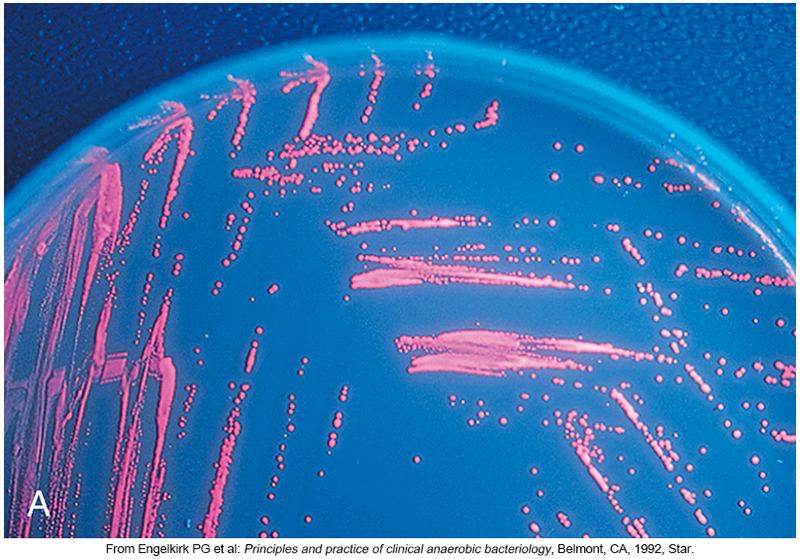 A
From Engelkirk PG et al: Principles and practice of clinical anaerobic bacteriology, Belmont, CA, 1992, Star.